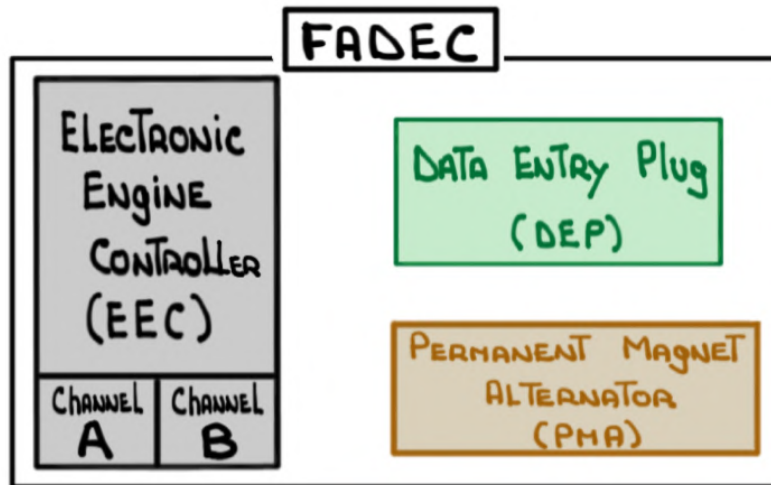 FADEC
ELECTRONIC
ENGINE
CONTROLLER
(EEC)
CHANNEL
A
CHANNEL
B
DATA ENTRY PLUG
(DEP)
PERMANENT MAGNET
ALTERNATOR
(PMA)